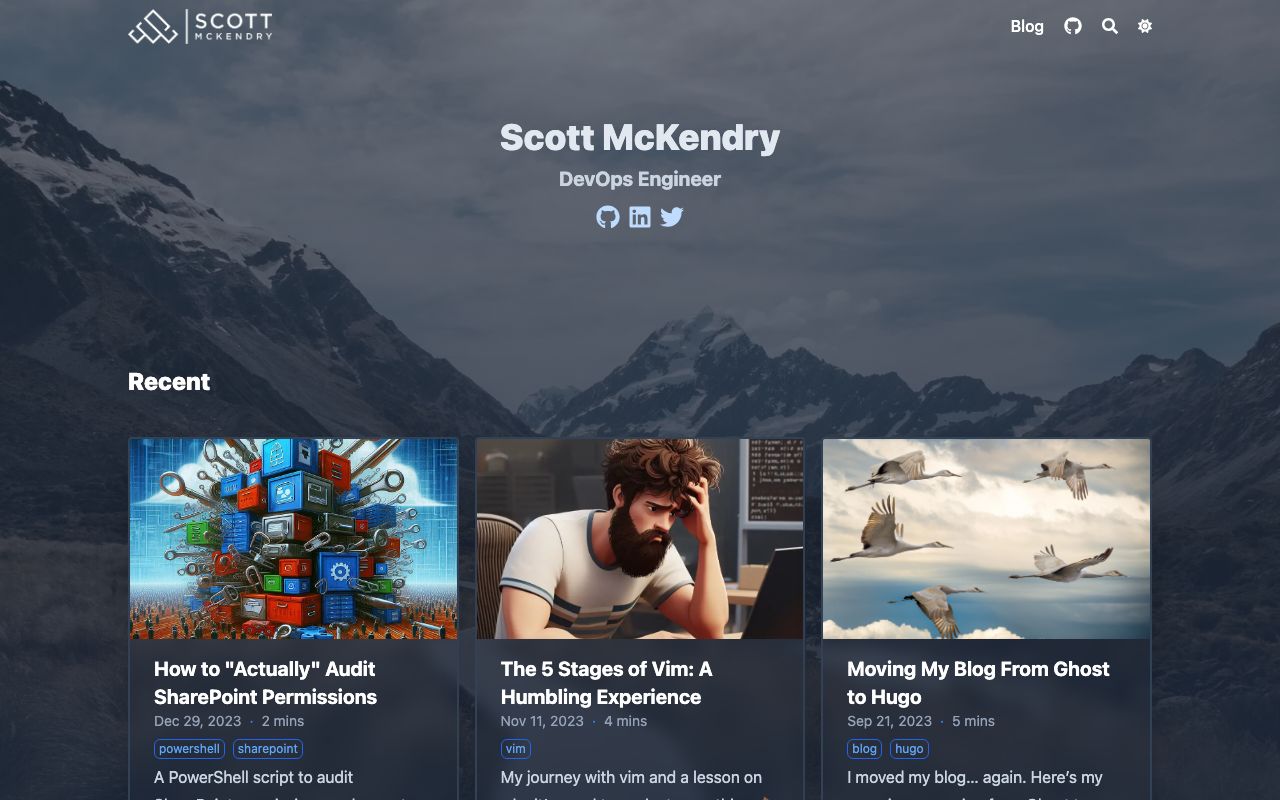 SCOTT
MCKENDRY
Blog
Scott McKendry
DevOps Engineer
Recent
How to "Actually" Audit
SharePoint Permissions
Dec 29, 2023 · 2 mins
powershell sharepoint
A PowerShell script to audit
The 5 Stages of Vim: A
Humbling Experience
Nov 11, 2023 · 4 mins
vim
My journey with vim and a lesson on
Moving My Blog From Ghost
to Hugo
Sep 21, 2023 · 5 mins
blog hugo
I moved my blog… again. Here’s my